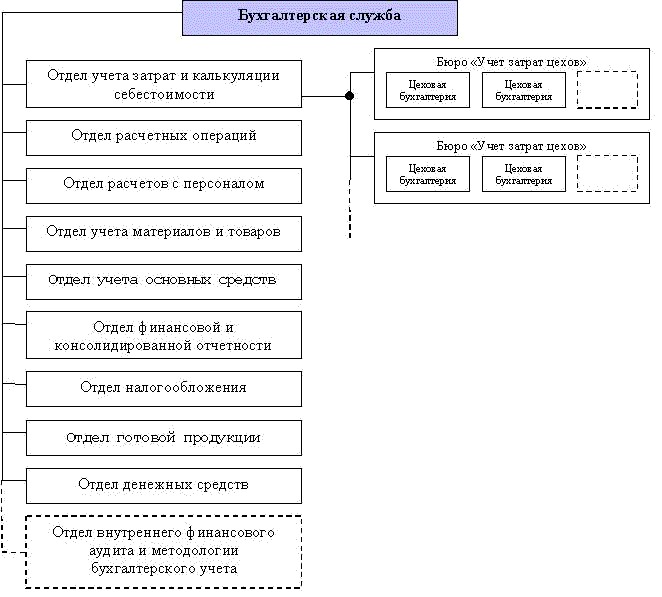 Бухгалтерская служба
Отдел учета затрат и калькуляции
себестоимости
Отдел расчетных операций
Отдел расчетов с персоналом
Отдел учета материалов и товаров
Отдел учета основных средств
Отдел финансовой и
консолидированной отчетности
Отдел налогообложения
Отдел готовой продукции
Отдел денежных средств
Отдел внутреннего финансового
аудита и методологии
бухгалтерского учета
Бюро «Учет затрат цехов»
Цеховая
бухгалтерия
Цеховая
бухгалтерия
Бюро «Учет затрат цехов»
Цеховая
бухгалтерия
Цеховая
бухгалтерия